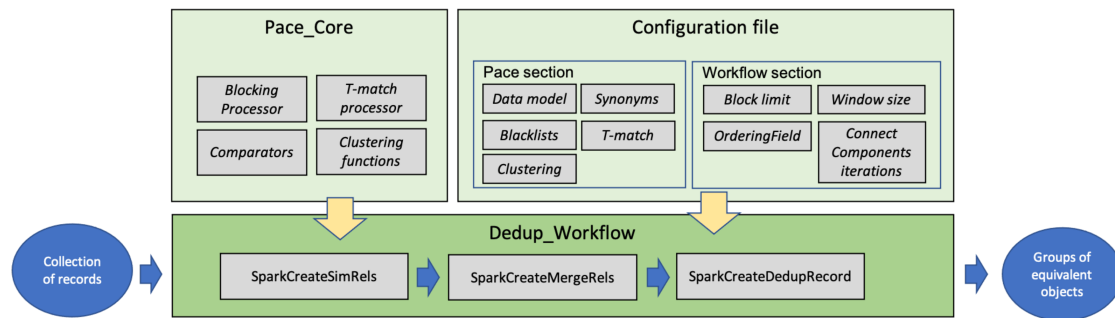 Pace_Core
Blocking
Processor
T-match
processor
Comparators
Clustering
functions
Configuration file
Pace section
Data model
Synonyms
Blacklists
T-match
Clustering
Workflow section
Block limit
Window size
OrderingField
Connect
Components
iterations
Collection
of records
Dedup_Workflow
SparkCreateSimRels
SparkCreateMergeRels
SparkCreateDedupRecord
Groups of
equivalent
objects